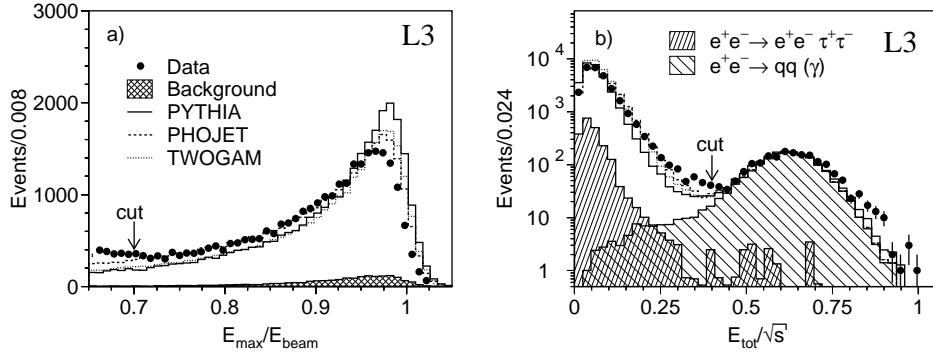 a)
L3
Data
Background
PYTHIA
PHOJET
TWOGAM
cut
Events/0.008
3000
2000
1000
0
0.7
0.8
0.9
1
E_max/E_beam
b)
L3
e⁺e⁻→ e⁺e⁻ τ⁺τ⁻
e⁺e⁻→ qq (γ)
cut
Events/0.024
10⁴
10³
10²
10
1
0
0.25
0.5
0.75
1
E_tot/√s